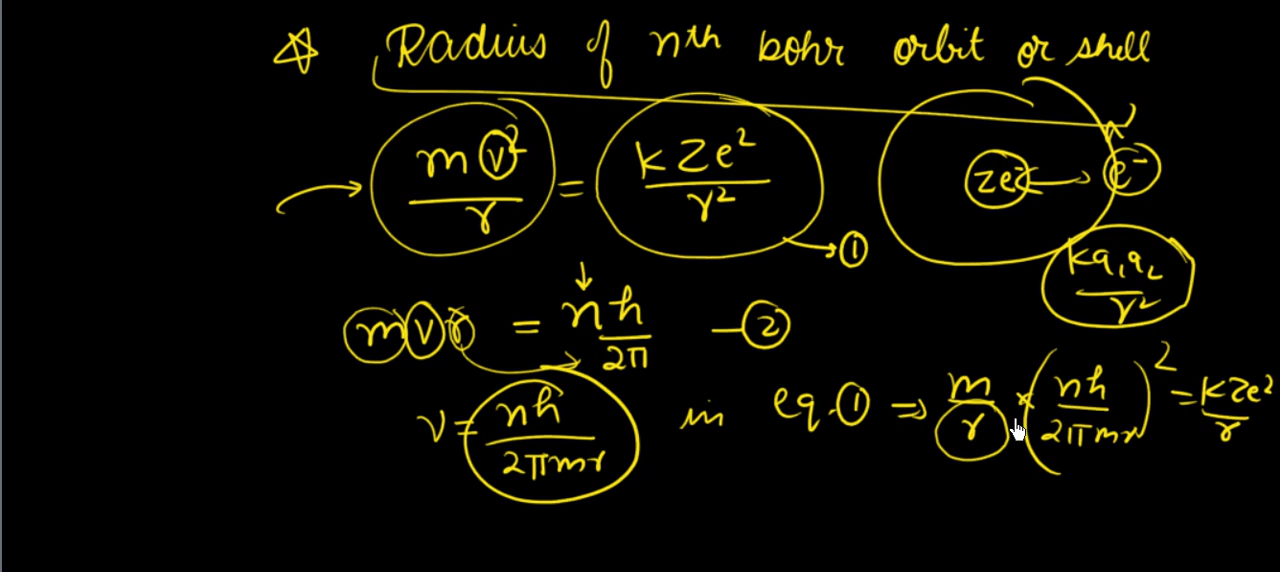 ☆ Radius of nth bohr orbit or shell
mv²/r = kZe²/r² → ①
ze e⁻
kq₁q₂/r²
mvr = nh/2π — ②
v = nh/2πmr in eq.① ⇒ m/r × (nh/2πmr)² = kZe²/r